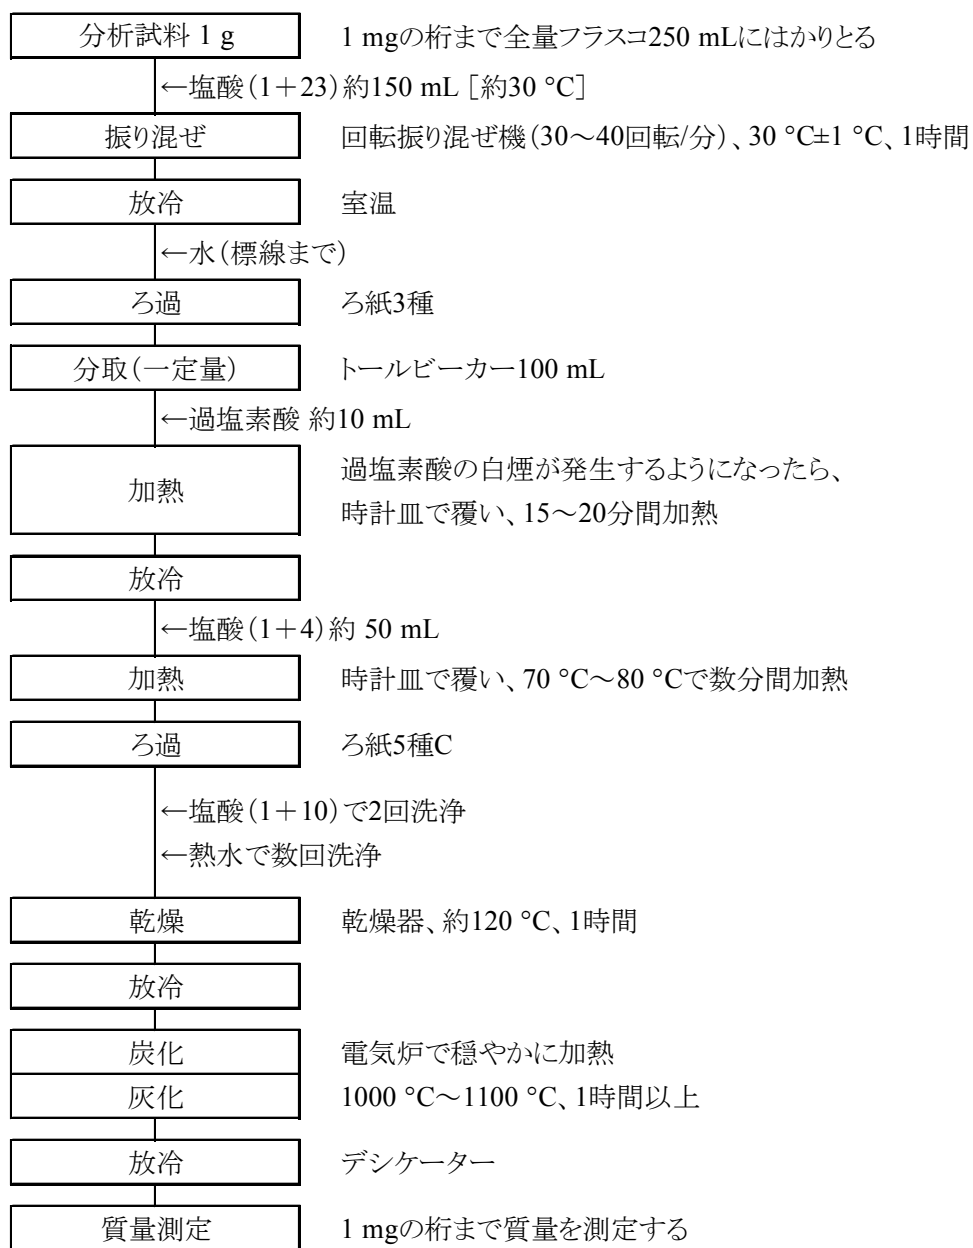 分析試料 1 g　1 mgの桁まで全量フラスコ250 mLにはかりとる
←塩酸（1＋23）約150 mL ［約30 °C］
振り混ぜ　回転振り混ぜ機（30～40回転/分）、30 °C±1 °C、1時間
放冷　室温
←水（標線まで）
ろ過　ろ紙3種
分取（一定量）　トールビーカー100 mL
←過塩素酸 約10 mL
加熱　過塩素酸の白煙が発生するようになったら、
時計皿で覆い、15～20分間加熱
放冷
←塩酸（1＋4）約 50 mL
加熱　時計皿で覆い、70 °C～80 °Cで数分間加熱
ろ過　ろ紙5種C
←塩酸（1＋10）で2回洗浄
←熱水で数回洗浄
乾燥　乾燥器、約120 °C、1時間
放冷
炭化　電気炉で穏やかに加熱
灰化　1000 °C～1100 °C、1時間以上
放冷　デシケーター
質量測定　1 mgの桁まで質量を測定する